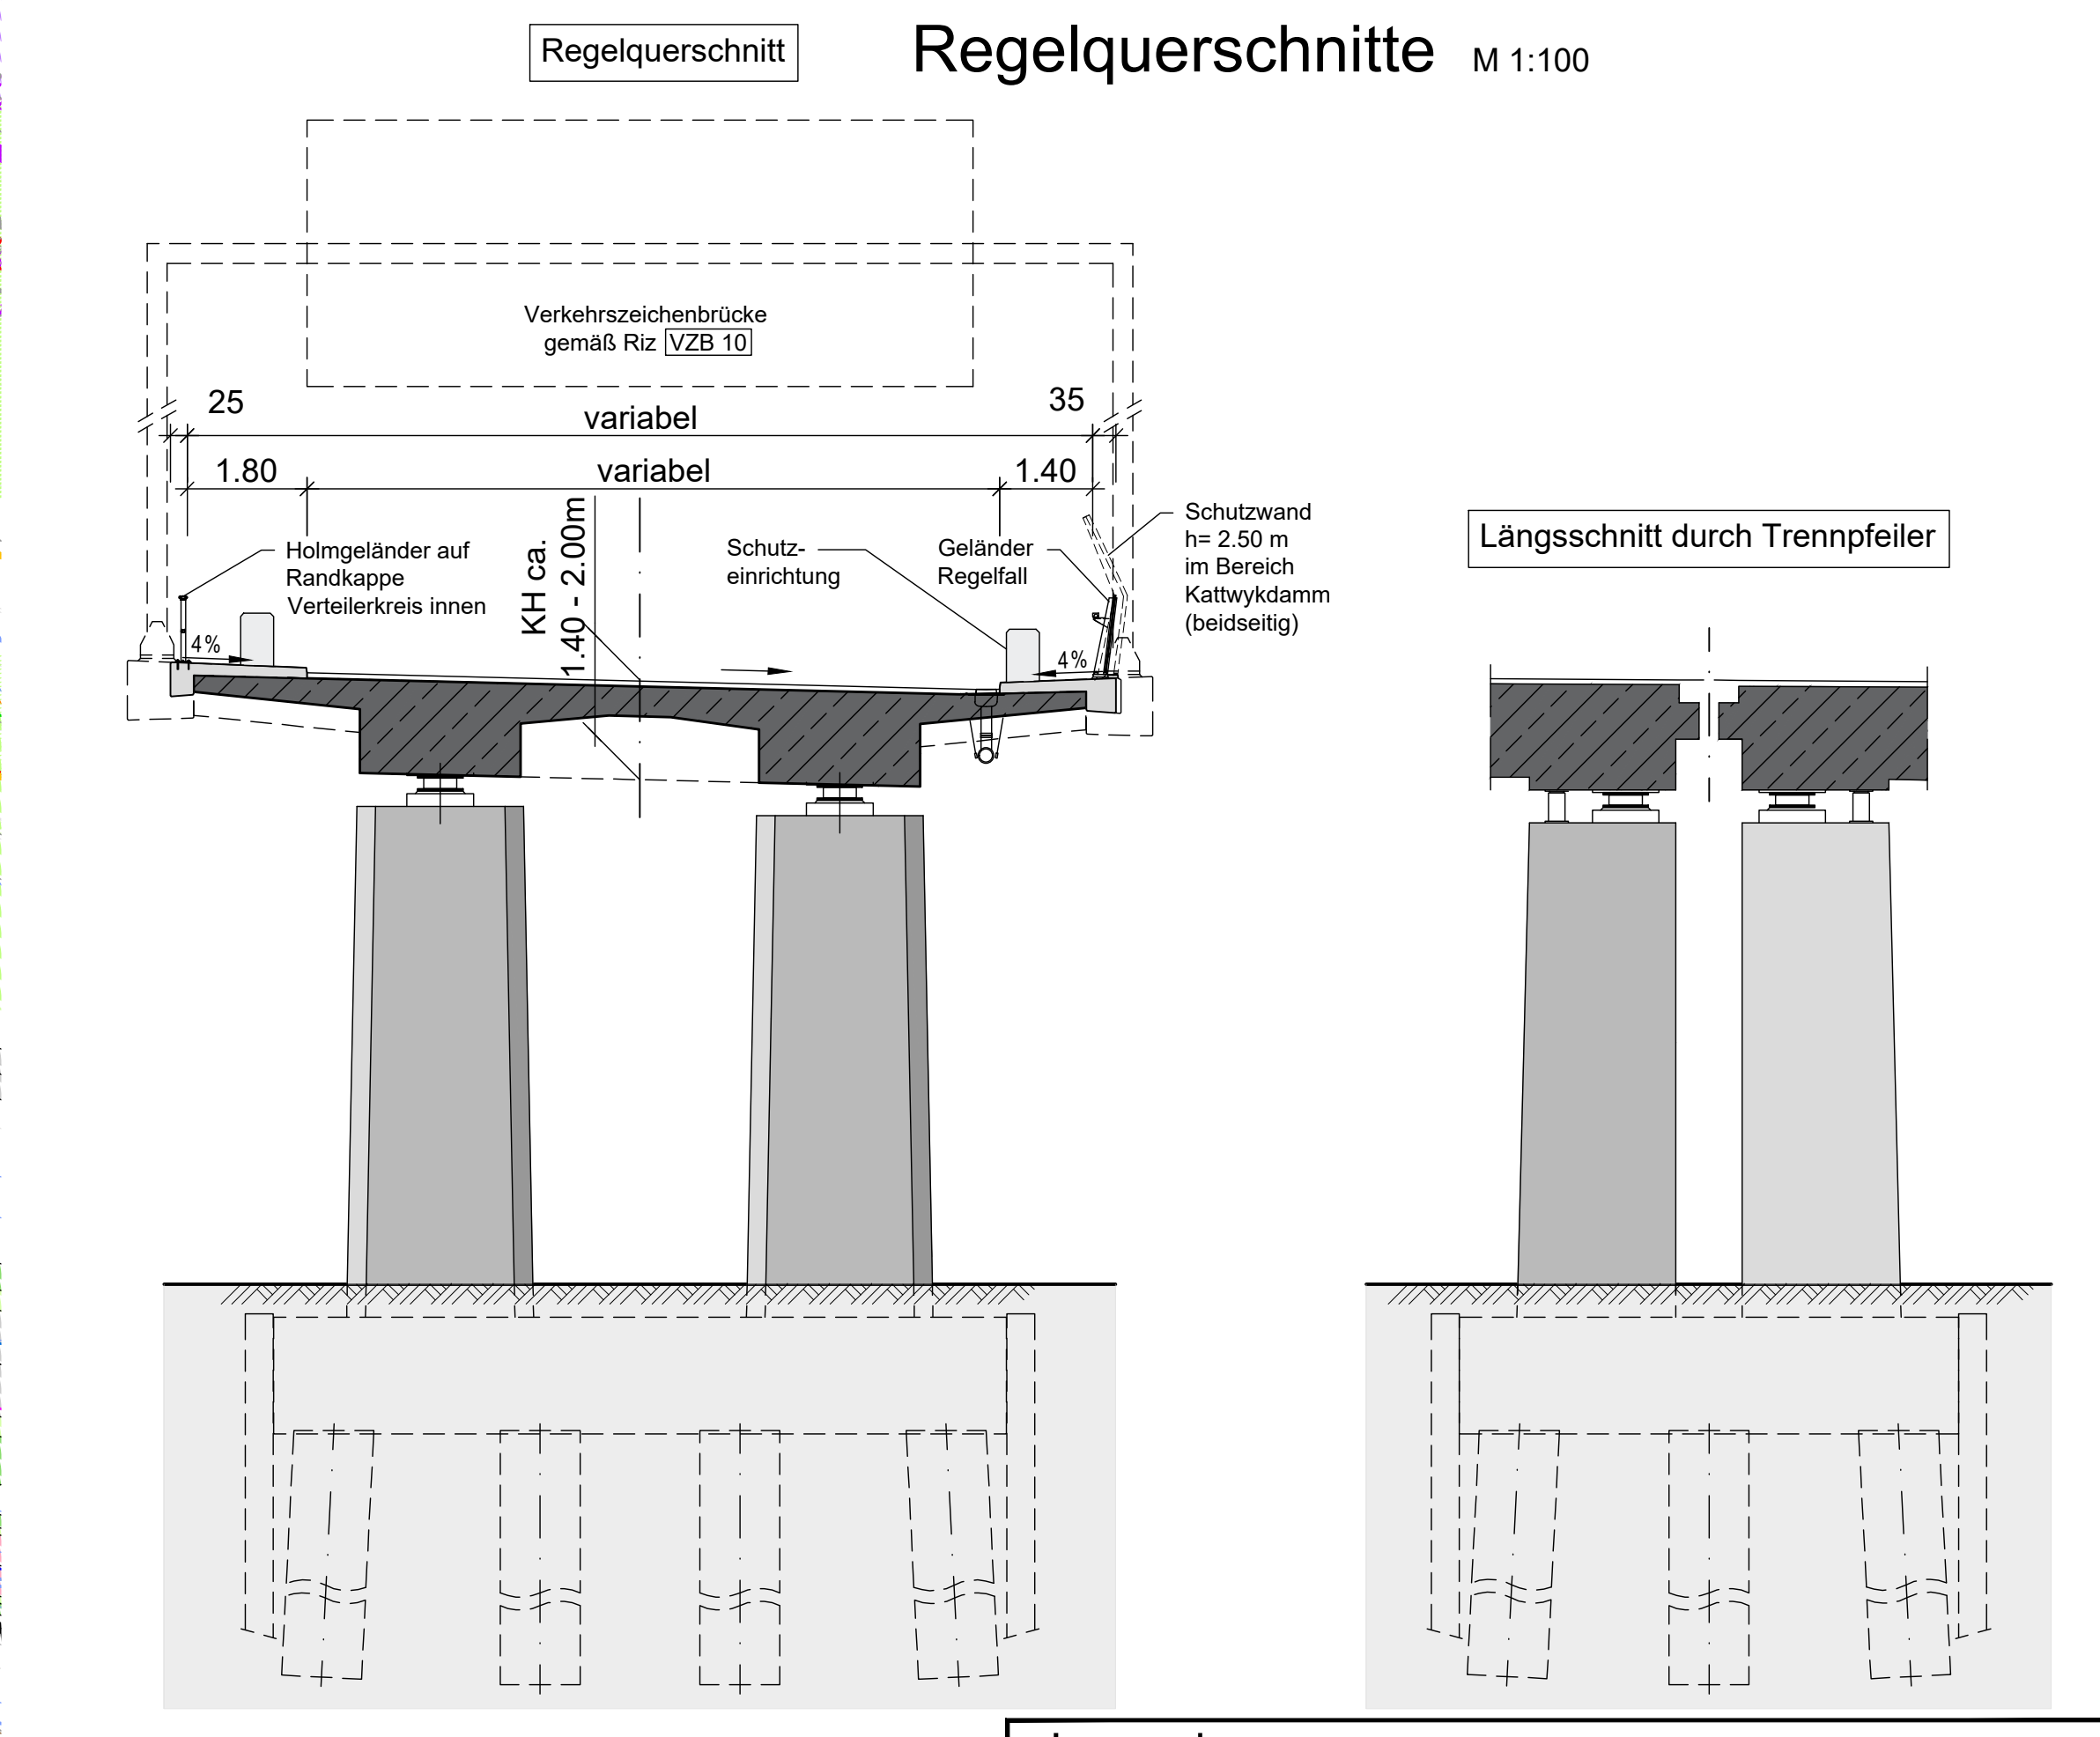 Regelquerschnitt
Regelquerschnitte M 1:100
Verkehrszeichenbrücke
gemäß Riz VZB 10
25
variabel
35
1.80
variabel
1.40
KH ca.
1.40 - 2.00m
Holmgeländer auf
Randkappe
Verteilerkreis innen
Schutz-
einrichtung
Geländer
Regelfall
Schutzwand
h= 2.50 m
im Bereich
Kattwykdamm
(beidseitig)
4%
4%
Längsschnitt durch Trennpfeiler